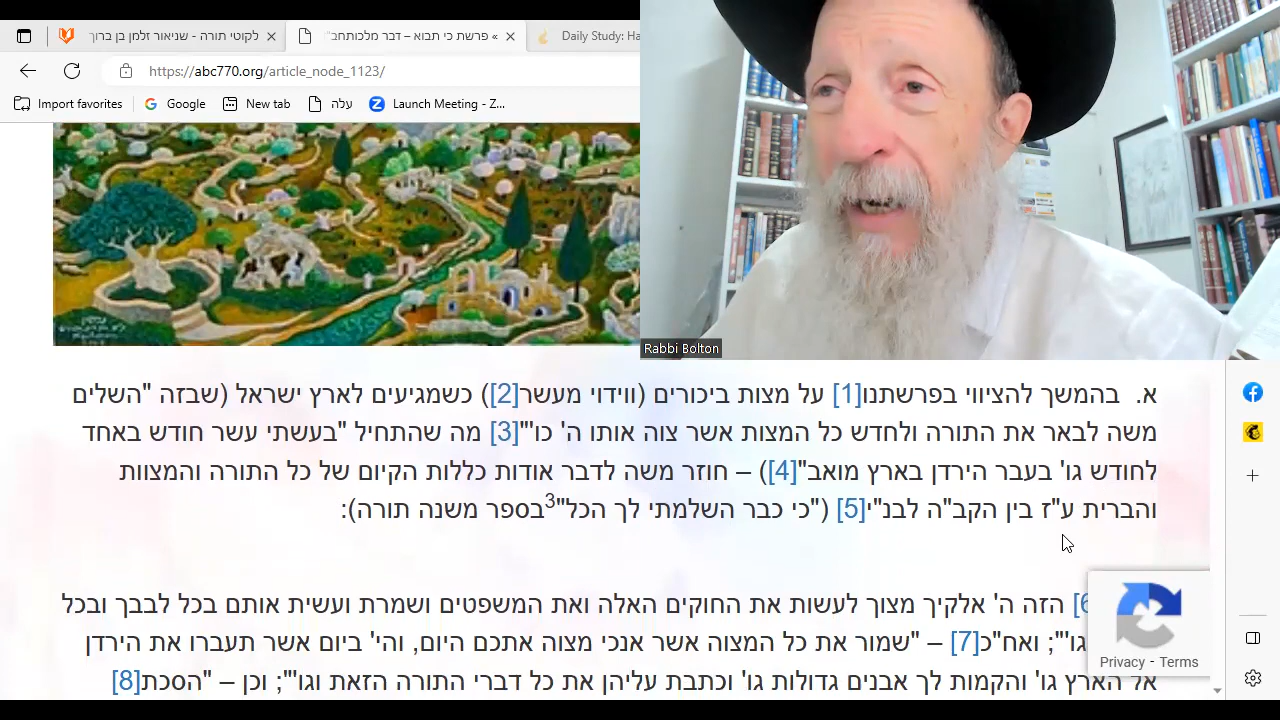 לקוטי תורה - שניאור זלמן בן ברוך
» פרשת כי תבוא – דבר מלכותחב"
Daily Study: Ha
https://abc770.org/article_node_1123/
Import favorites
Google
New tab
עלה
Launch Meeting - Z...
Rabbi Bolton
א. בהמשך להציווי בפרשתנו[1] על מצות ביכורים (ווידוי מעשר[2]) כשמגיעים לארץ ישראל (שבזה "השלים
משה לבאר את התורה ולחדש כל המצות אשר צוה אותו ה' כו'"[3] מה שהתחיל "בעשתי עשר חודש באחד
לחודש גו' בעבר הירדן בארץ מואב"[4]) – חוזר משה לדבר אודות כללות הקיום של כל התורה והמצוות
והברית ע"ז בין הקב"ה לבנ"י[5] ("כי כבר השלמתי לך הכל"3בספר משנה תורה):
[6 הזה ה' אלקיך מצוך לעשות את החוקים האלה ואת המשפטים ושמרת ועשית אותם בכל לבבך ובכל
גו'"; ואח"כ[7] – "שמור את כל המצוה אשר אנכי מצוה אתכם היום, והי' ביום אשר תעברו את הירדן
אל הארץ גו' והקמות לך אבנים גדולות גו' וכתבת עליהן את כל דברי התורה הזאת וגו'"; וכן – "הסכת[8]
Privacy - Terms